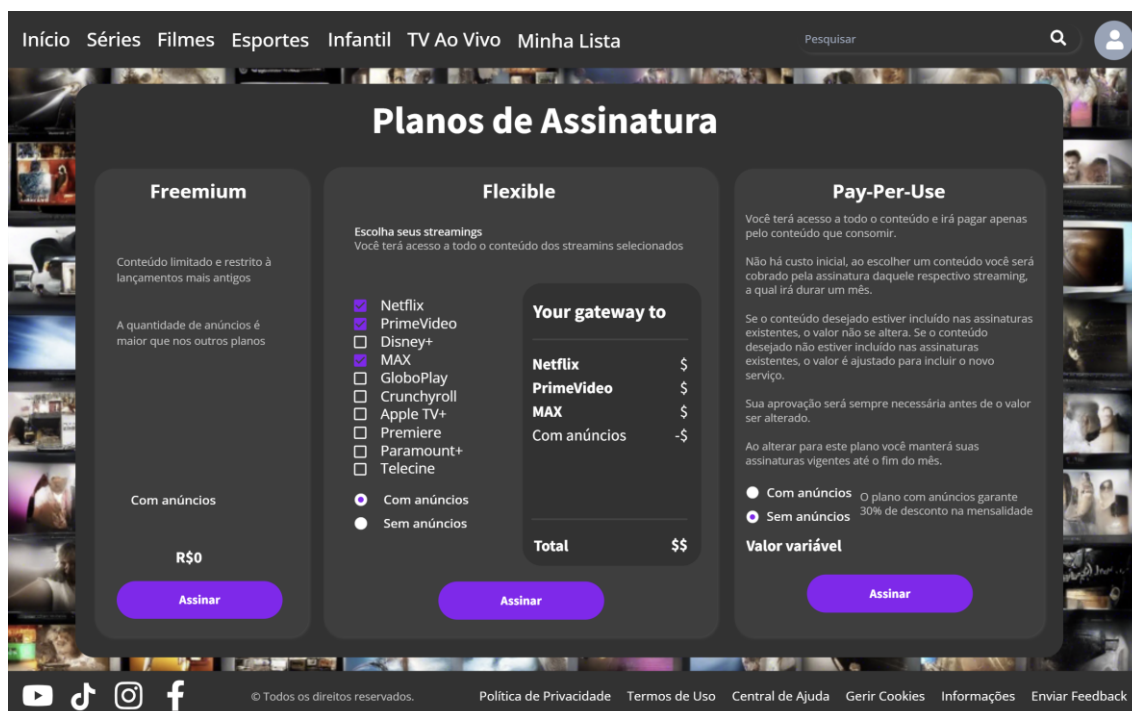 Início Séries Filmes Esportes Infantil TV Ao Vivo Minha Lista Pesquisar
Planos de Assinatura
Freemium
Conteúdo limitado e restrito à
lançamentos mais antigos
A quantidade de anúncios é
maior que nos outros planos
Com anúncios
R$0
Assinar
Flexible
Escolha seus streamings
Você terá acesso a todo o conteúdo dos streamins selecionados
Netflix
PrimeVideo
Disney+
MAX
GloboPlay
Crunchyroll
Apple TV+
Premiere
Paramount+
Telecine
Com anúncios
Sem anúncios
Your gateway to
Netflix $
PrimeVideo $
MAX $
Com anúncios -$
Total $$
Assinar
Pay-Per-Use
Você terá acesso a todo o conteúdo e irá pagar apenas
pelo conteúdo que consomir.
Não há custo inicial, ao escolher um conteúdo você será
cobrado pela assinatura daquele respectivo streaming,
a qual irá durar um mês.
Se o conteúdo desejado estiver incluído nas assinaturas
existentes, o valor não se altera. Se o conteúdo
desejado não estiver incluído nas assinaturas
existentes, o valor é ajustado para incluir o novo
serviço.
Sua aprovação será sempre necessária antes de o valor
ser alterado.
Ao alterar para este plano você manterá suas
assinaturas vigentes até o fim do mês.
Com anúncios
Sem anúncios
O plano com anúncios garante
30% de desconto na mensalidade
Valor variável
Assinar
© Todos os direitos reservados. Política de Privacidade Termos de Uso Central de Ajuda Gerir Cookies Informações Enviar Feedback